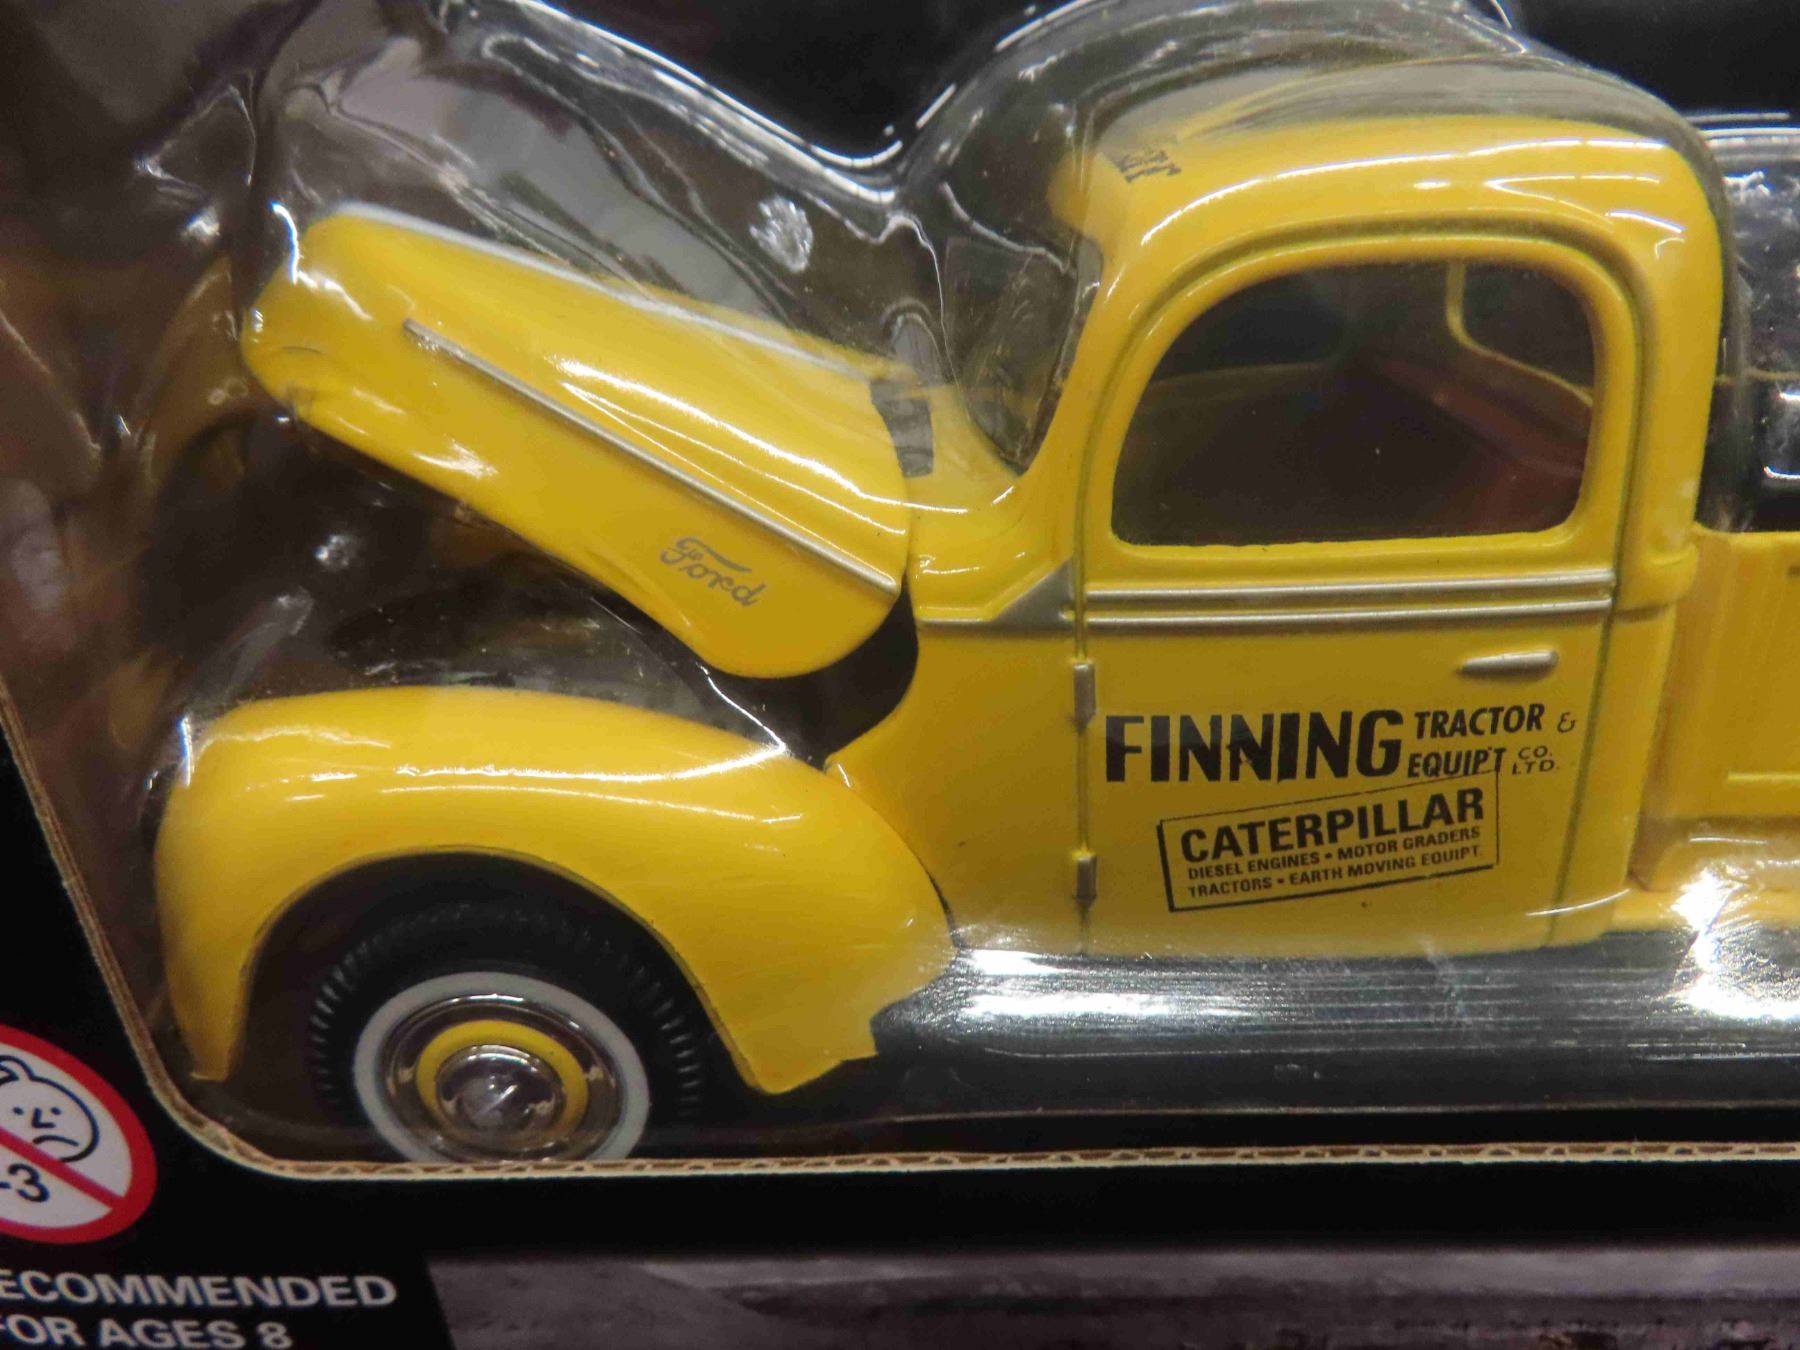 Ford
FINNING TRACTOR &
EQUIP'T CO. LTD.
CATERPILLAR
DIESEL ENGINES • MOTOR GRADERS
TRACTORS • EARTH MOVING EQUIPT.
-3
ECOMMENDED
FOR AGES 8